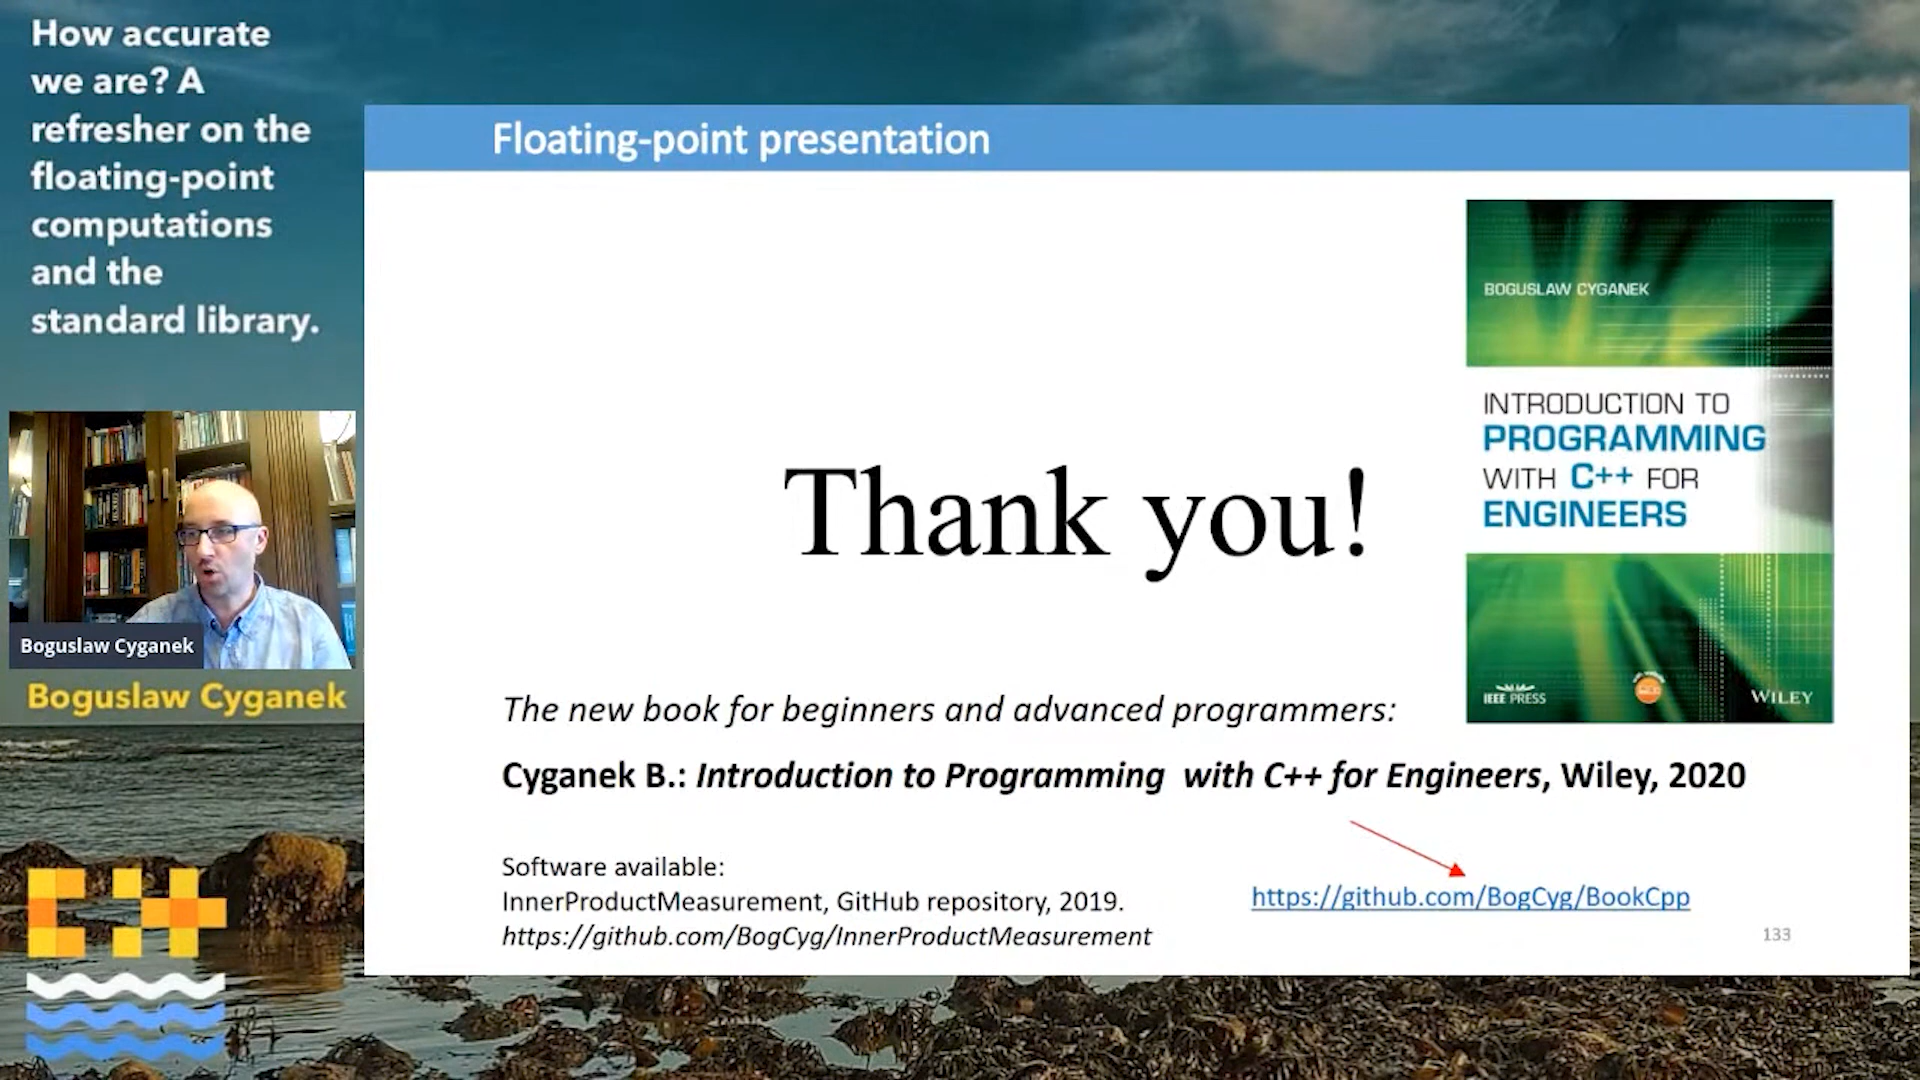 How accurate
we are? A
refresher on the
floating-point
computations
and the
standard library.
Boguslaw Cyganek
Boguslaw Cyganek
Floating-point presentation
BOGUSLAW CYGANEK
INTRODUCTION TO
PROGRAMMING
WITH C++ FOR
ENGINEERS
IEEE PRESS
WILEY
Thank you!
The new book for beginners and advanced programmers:
Cyganek B.: Introduction to Programming with C++ for Engineers, Wiley, 2020
Software available:
InnerProductMeasurement, GitHub repository, 2019.
https://github.com/BogCyg/InnerProductMeasurement
https://github.com/BogCyg/BookCpp
133
C++